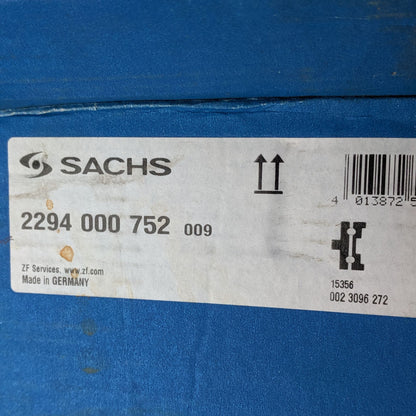 SACHS
4 013872 5
2294 000 752 009
ZF Services. www.zf.com
Made in GERMANY
15356
002 3096 272